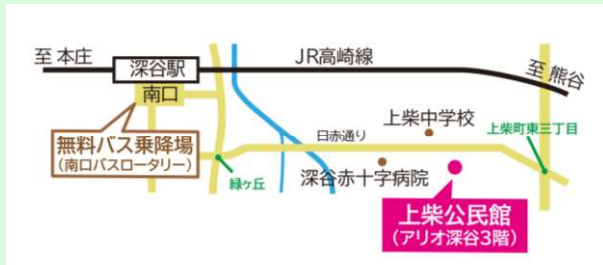 至 本庄
深谷駅
JR高崎線
至 熊谷
南口
無料バス乗降場
(南口バスロータリー)
日赤通り
上柴中学校
上柴町東三丁目
緑ヶ丘
深谷赤十字病院
上柴公民館
(アリオ深谷3階)